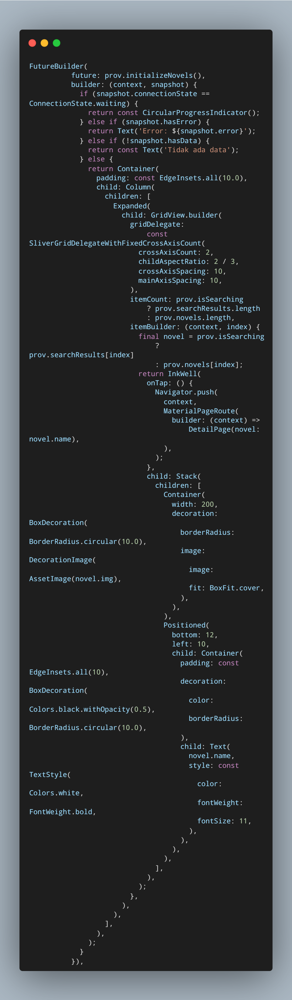 FutureBuilder(
          future: prov.initializeNovels(),
          builder: (context, snapshot) {
            if (snapshot.connectionState ==
ConnectionState.waiting) {
              return const CircularProgressIndicator();
            } else if (snapshot.hasError) {
              return Text('Error: ${snapshot.error}');
            } else if (!snapshot.hasData) {
              return const Text('Tidak ada data');
            } else {
              return Container(
                padding: const EdgeInsets.all(10.0),
                child: Column(
                  children: [
                    Expanded(
                      child: GridView.builder(
                        gridDelegate:
                            const
SliverGridDelegateWithFixedCrossAxisCount(
                          crossAxisCount: 2,
                          childAspectRatio: 2 / 3,
                          crossAxisSpacing: 10,
                          mainAxisSpacing: 10,
                        ),
                        itemCount: prov.isSearching
                            ? prov.searchResults.length
                            : prov.novels.length,
                        itemBuilder: (context, index) {
                          final novel = prov.isSearching
                              ?
prov.searchResults[index]
                              : prov.novels[index];
                          return InkWell(
                            onTap: () {
                              Navigator.push(
                                context,
                                MaterialPageRoute(
                                  builder: (context) =>
                                      DetailPage(novel:
novel.name),
                                ),
                              );
                            },
                            child: Stack(
                              children: [
                                Container(
                                  width: 200,
                                  decoration:
BoxDecoration(
                                    borderRadius:
BorderRadius.circular(10.0),
                                    image:
DecorationImage(
                                      image:
AssetImage(novel.img),
                                      fit: BoxFit.cover,
                                    ),
                                  ),
                                ),
                                Positioned(
                                  bottom: 12,
                                  left: 10,
                                  child: Container(
                                    padding: const
EdgeInsets.all(10),
                                    decoration:
BoxDecoration(
                                      color:
Colors.black.withOpacity(0.5),
                                      borderRadius:
BorderRadius.circular(10.0),
                                    ),
                                    child: Text(
                                      novel.name,
                                      style: const
TextStyle(
                                        color:
Colors.white,
                                        fontWeight:
FontWeight.bold,
                                        fontSize: 11,
                                      ),
                                    ),
                                  ),
                                ),
                              ],
                            ),
                          );
                        },
                      ),
                    ),
                  ],
                ),
              );
            }
          }),